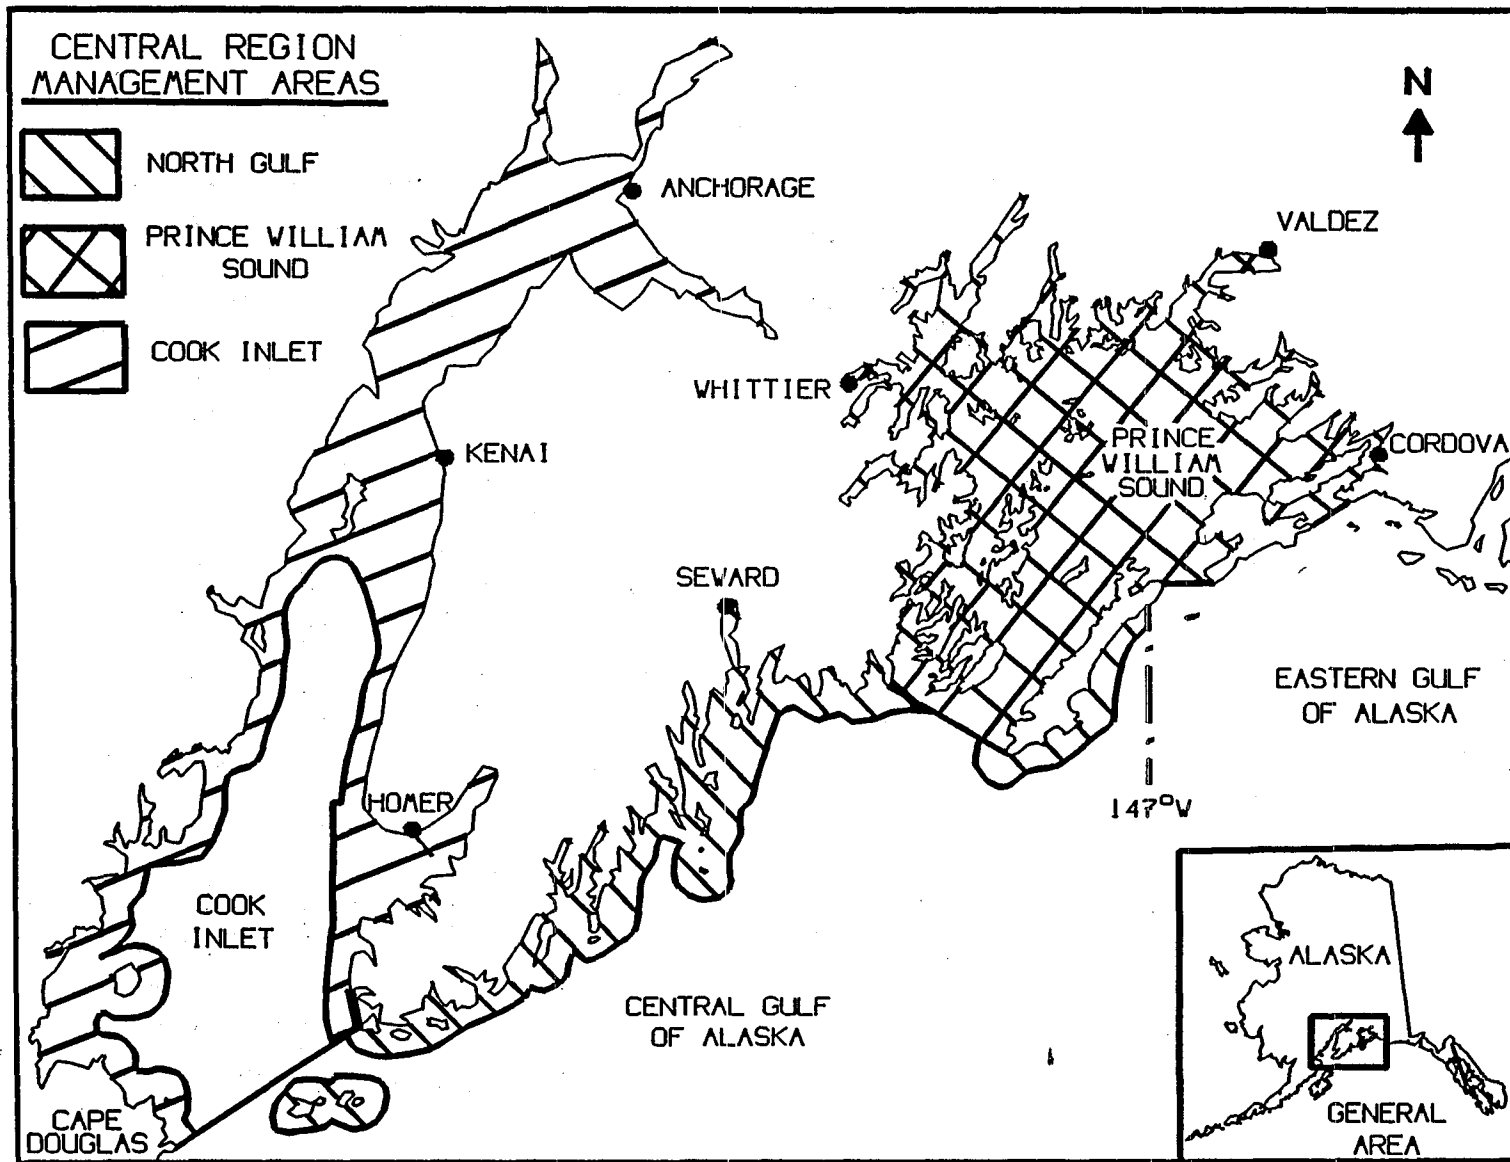 CENTRAL REGION
MANAGEMENT AREAS
NORTH GULF
PRINCE WILLIAM
SOUND
COOK INLET
N
ANCHORAGE
VALDEZ
WHITTIER
KENAI
PRINCE
WILLIAM
SOUND
CORDOVA
SEWARD
EASTERN GULF
OF ALASKA
147°W
HOMER
COOK
INLET
CENTRAL GULF
OF ALASKA
CAPE
DOUGLAS
ALASKA
GENERAL
AREA